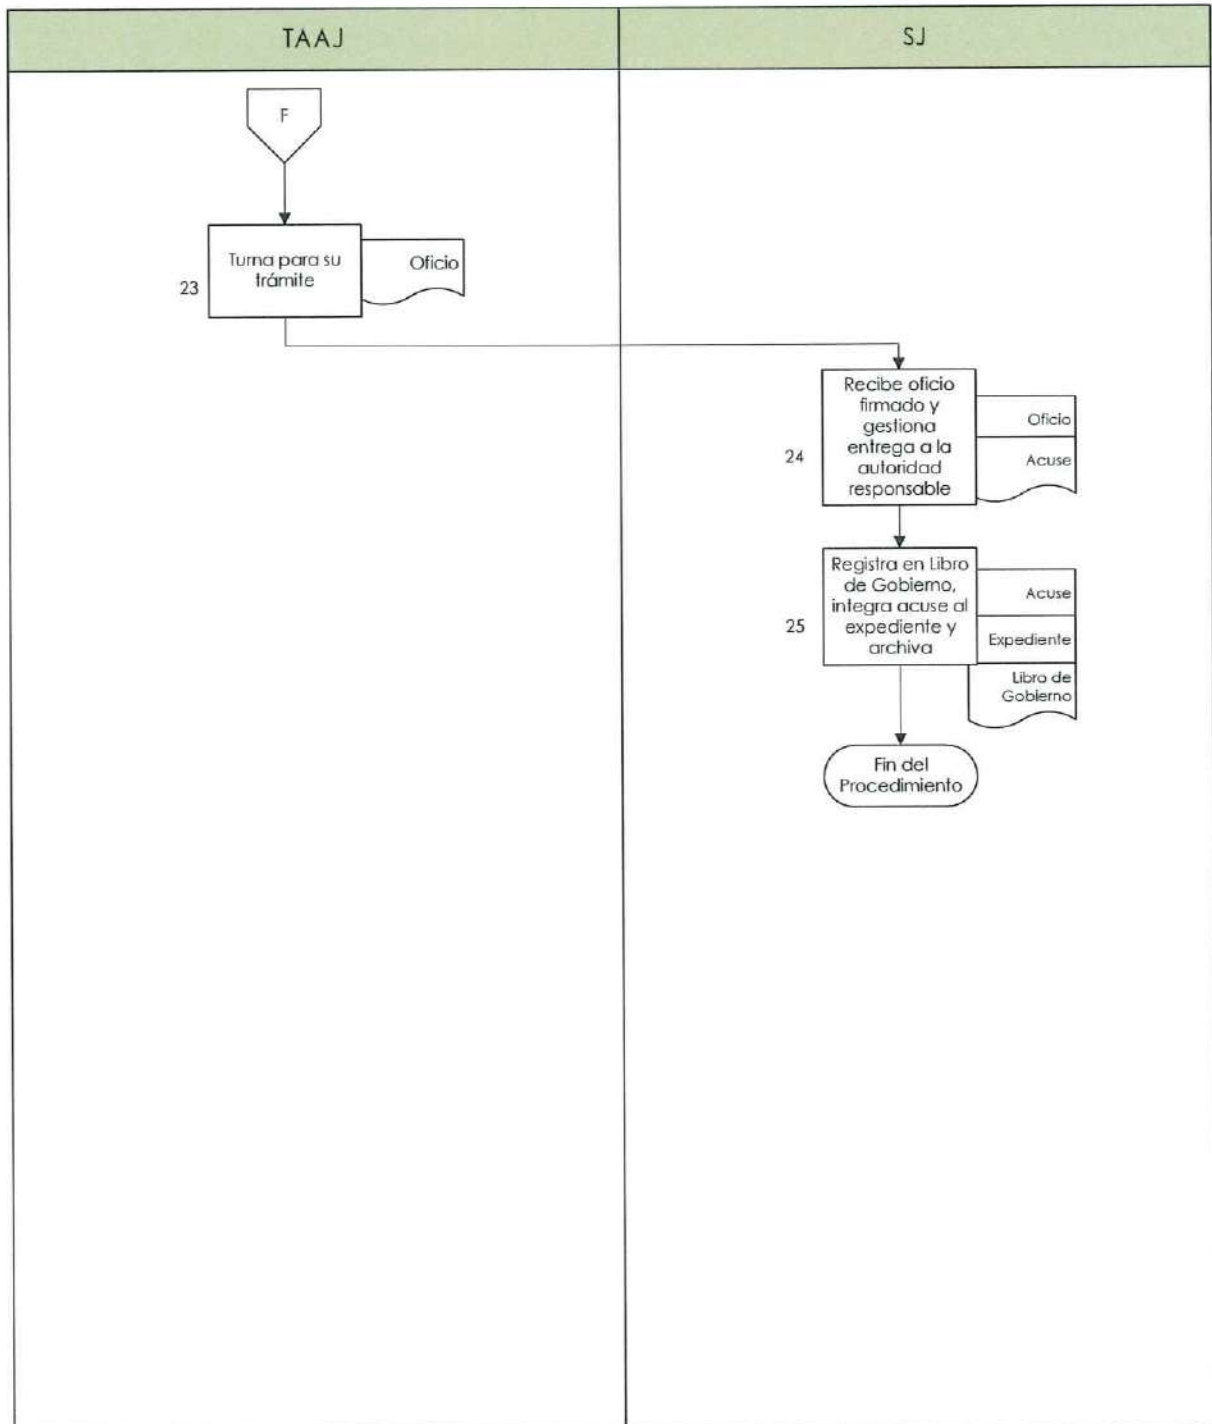 TAAJ
SJ
F
23
Turna para su
trámite
Oficio
24
Recibe oficio
firmado y
gestiona
entrega a la
autoridad
responsable
Oficio
Acuse
25
Registra en Libro
de Gobierno,
integra acuse al
expediente y
archiva
Acuse
Expediente
Libro de
Gobierno
Fin del
Procedimiento